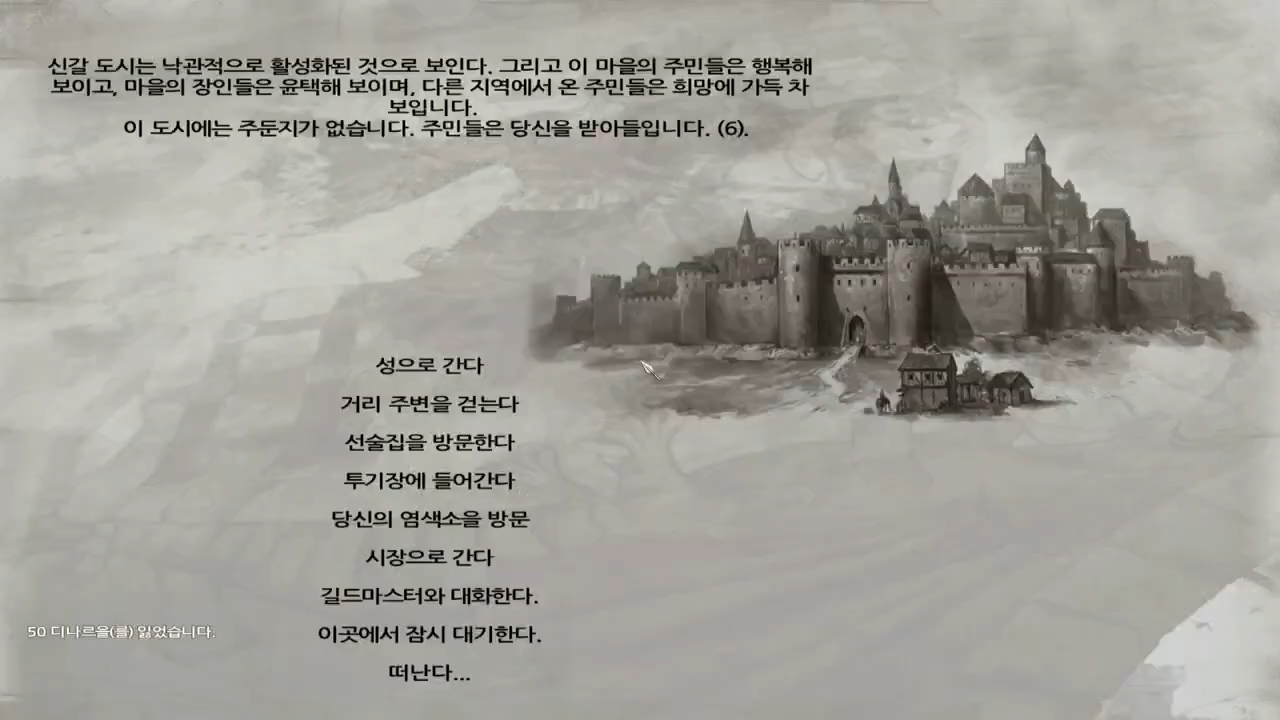 신갈 도시는 낙관적으로 활성화된 것으로 보인다. 그리고 이 마을의 주민들은 행복해
보이고, 마을의 장인들은 윤택해 보이며, 다른 지역에서 온 주민들은 희망에 가득 차
보입니다.
이 도시에는 주둔지가 없습니다. 주민들은 당신을 받아들입니다. (6).
성으로 간다
거리 주변을 걷는다
선술집을 방문한다
투기장에 들어간다
당신의 염색소을 방문
시장으로 간다
길드마스터와 대화한다.
이곳에서 잠시 대기한다.
50 디나르을(를) 잃었습니다.
떠난다...